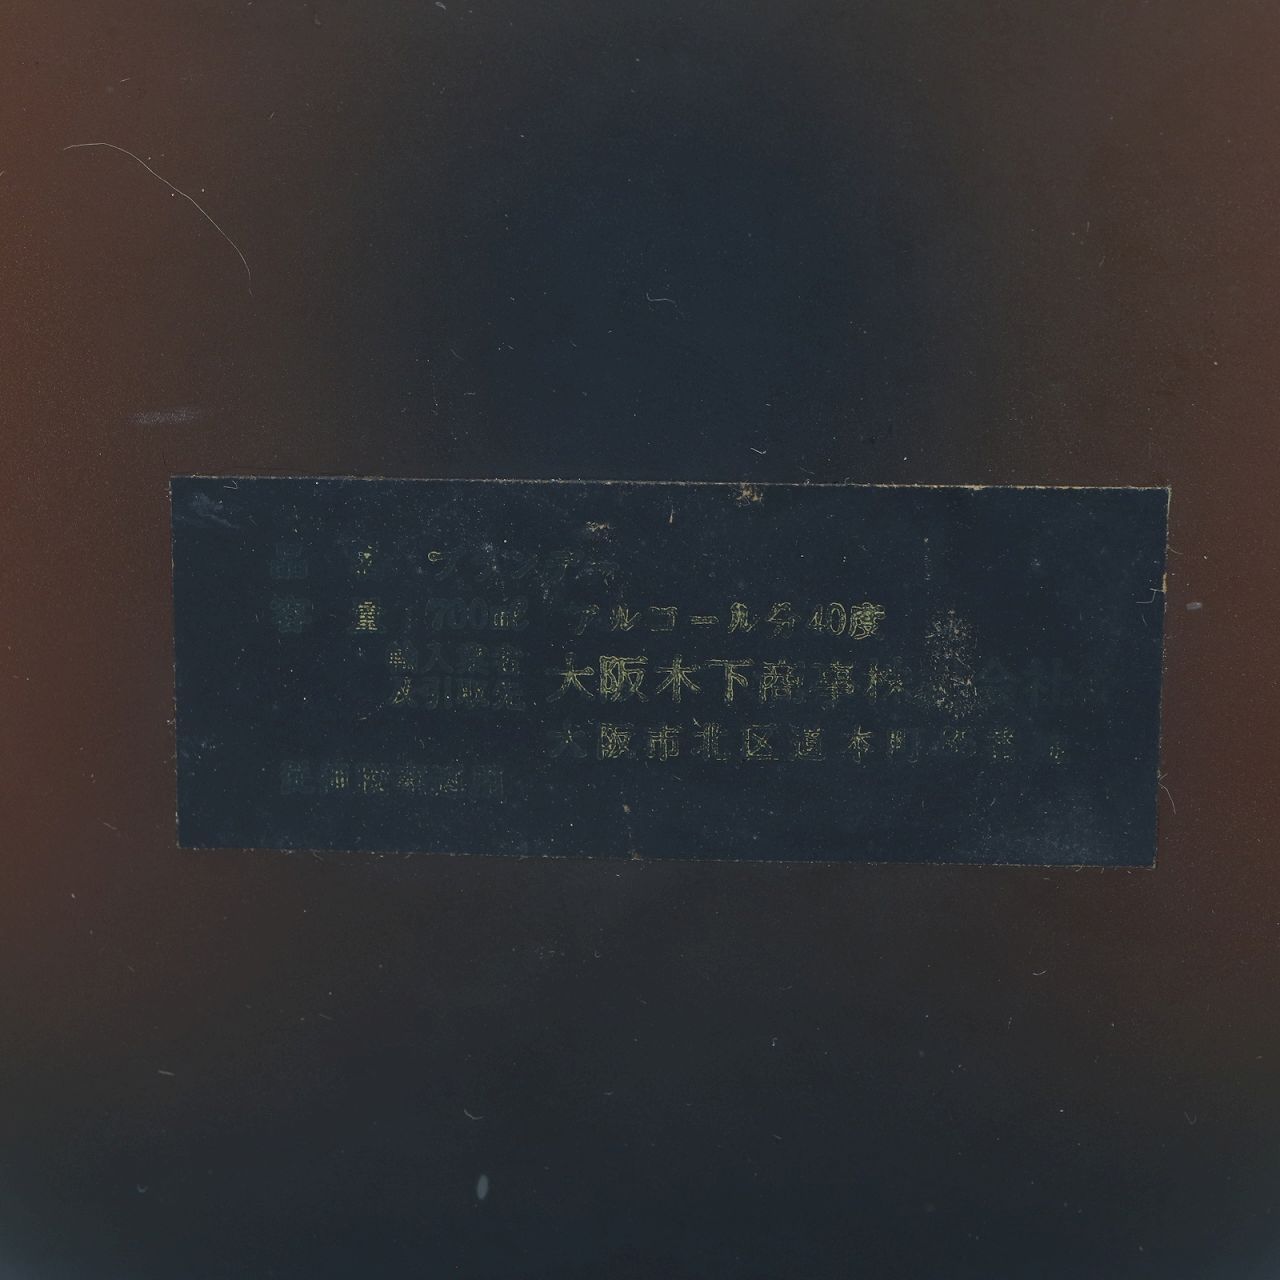 品 名 ブランデー
容 量 700ml アルコール分40度
輸入業者
及引取先 大阪木下商事株式会社
大阪市北区道本町